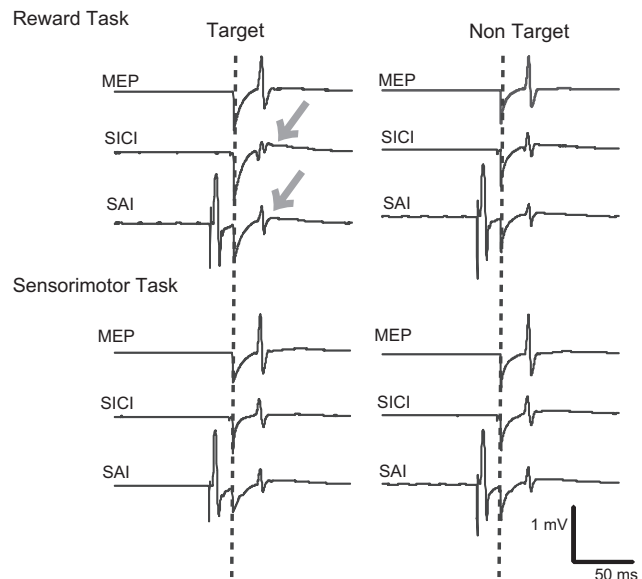 Reward Task
Target
Non Target
MEP
MEP
SICI
SICI
SAI
SAI
Sensorimotor Task
MEP
MEP
SICI
SICI
SAI
SAI
1 mV
50 ms